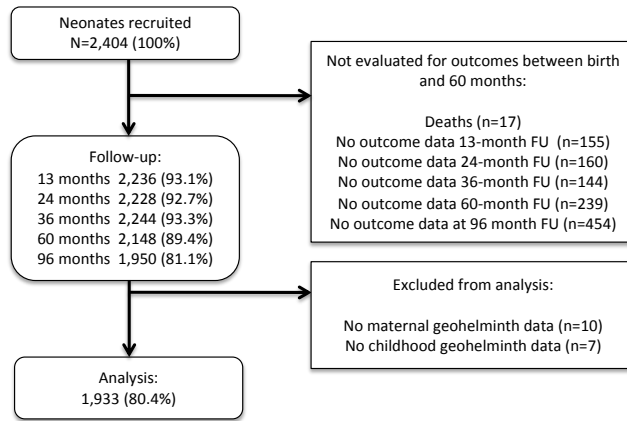 Neonates recruited
N=2,404 (100%)
Not evaluated for outcomes between birth
and 60 months:
Deaths (n=17)
No outcome data 13-month FU (n=155)
No outcome data 24-month FU (n=160)
No outcome data 36-month FU (n=144)
No outcome data 60-month FU (n=239)
No outcome data at 96 month FU (n=454)
Follow-up:
13 months 2,236 (93.1%)
24 months 2,228 (92.7%)
36 months 2,244 (93.3%)
60 months 2,148 (89.4%)
96 months 1,950 (81.1%)
Excluded from analysis:
No maternal geohelminth data (n=10)
No childhood geohelminth data (n=7)
Analysis:
1,933 (80.4%)